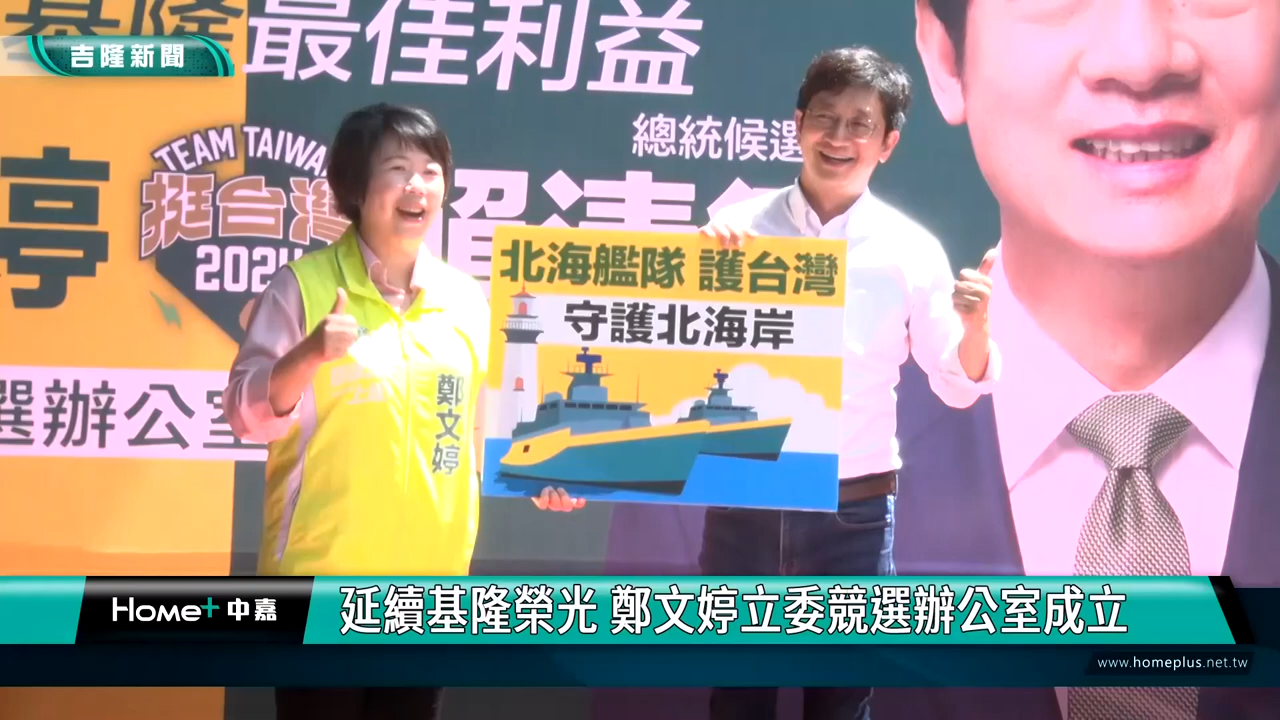 吉隆新聞
基隆最佳利益
總統候選
TEAM TAIWA
挺台灣
2024
賴清
婷
北海艦隊 護台灣
守護北海岸
鄭文婷
選辦公室
Home+中嘉
延續基隆榮光 鄭文婷立委競選辦公室成立
www.homeplus.net.tw